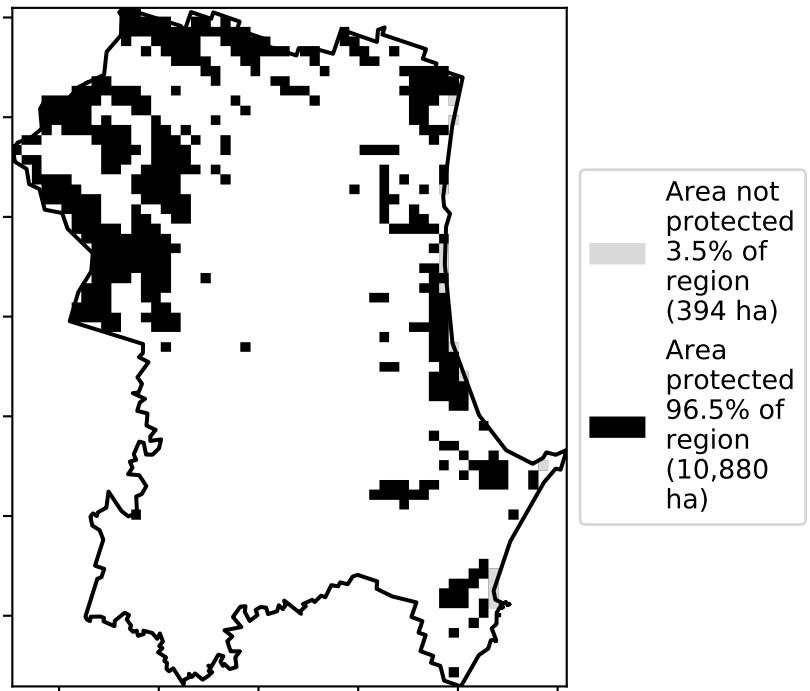 Area not
protected
3.5% of
region
(394 ha)
Area
protected
96.5% of
region
(10,880
ha)